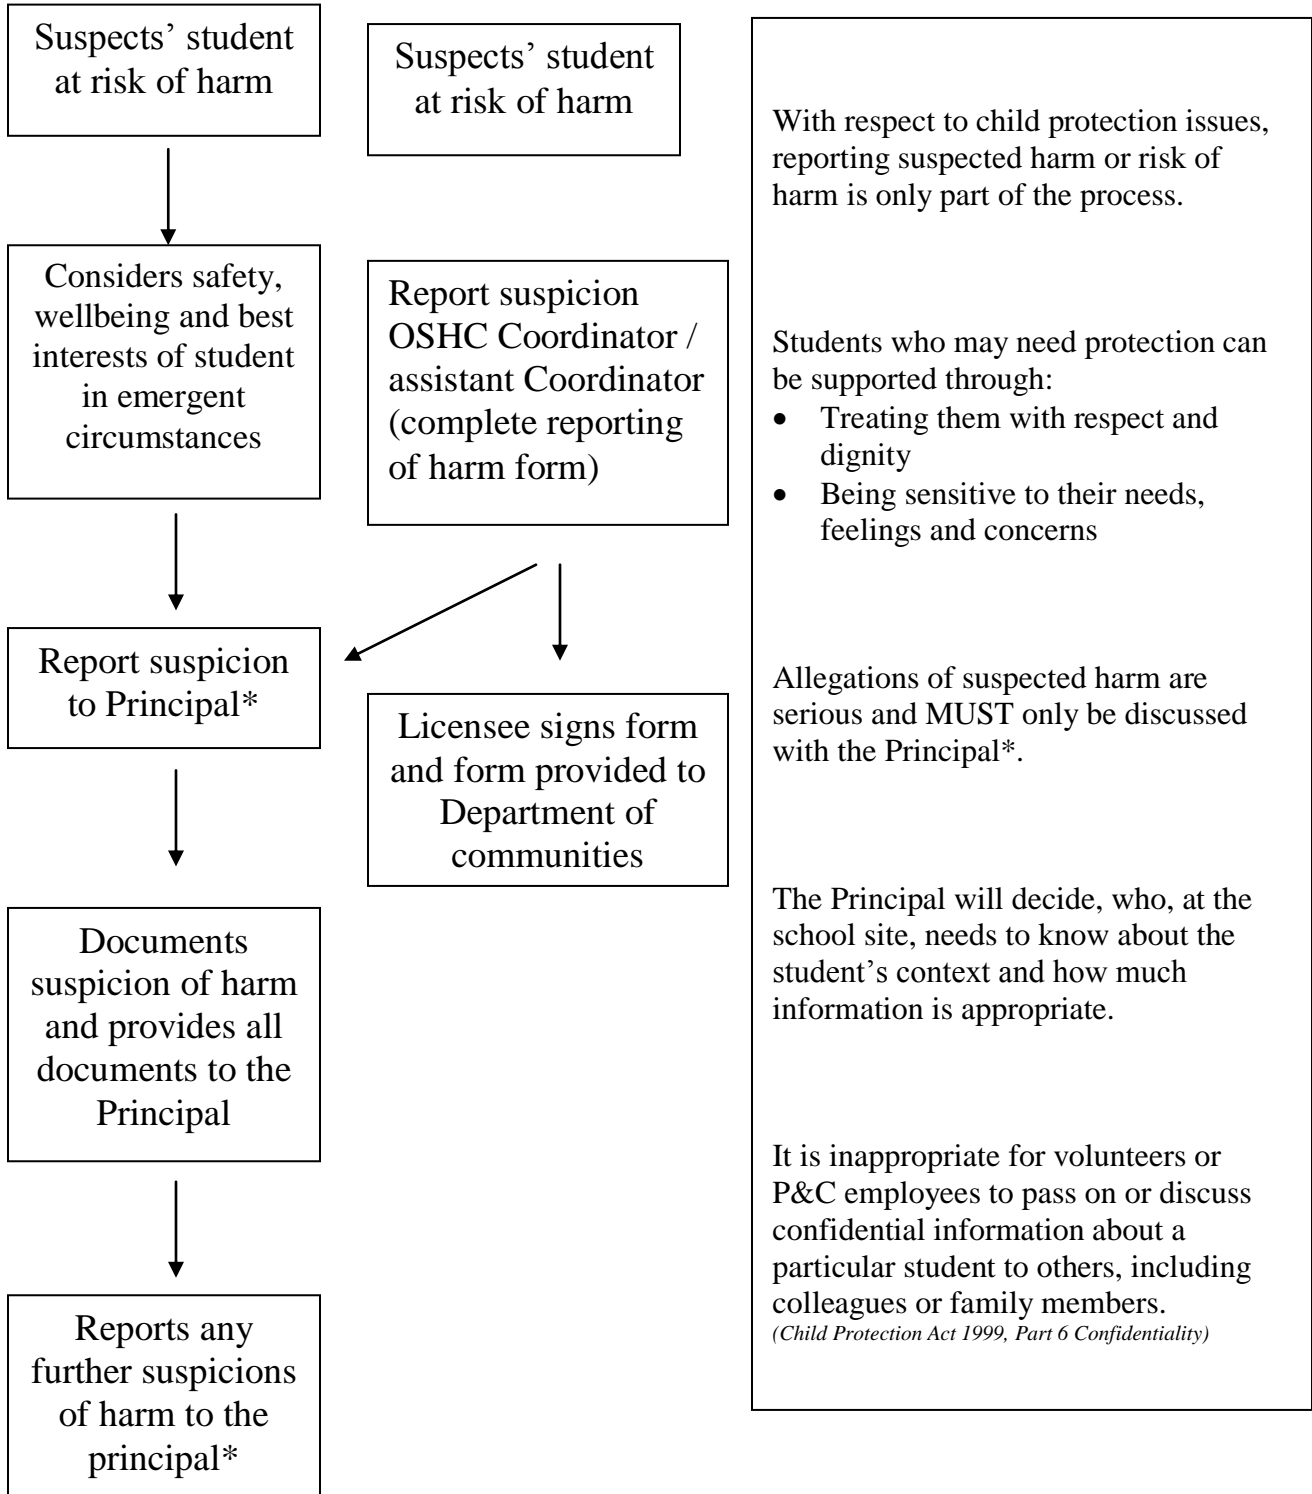 Suspects’ student
at risk of harm
Considers safety,
wellbeing and best
interests of student
in emergent
circumstances
Report suspicion
to Principal*
Documents
suspicion of harm
and provides all
documents to the
Principal
Reports any
further suspicions
of harm to the
principal*
Suspects’ student
at risk of harm
Report suspicion
OSHC Coordinator /
assistant Coordinator
(complete reporting
of harm form)
Licensee signs form
and form provided to
Department of
communities
With respect to child protection issues,
reporting suspected harm or risk of
harm is only part of the process.
Students who may need protection can
be supported through:
• Treating them with respect and
dignity
• Being sensitive to their needs,
feelings and concerns
Allegations of suspected harm are
serious and MUST only be discussed
with the Principal*.
The Principal will decide, who, at the
school site, needs to know about the
student’s context and how much
information is appropriate.
It is inappropriate for volunteers or
P&C employees to pass on or discuss
confidential information about a
particular student to others, including
colleagues or family members.
(Child Protection Act 1999, Part 6 Confidentiality)